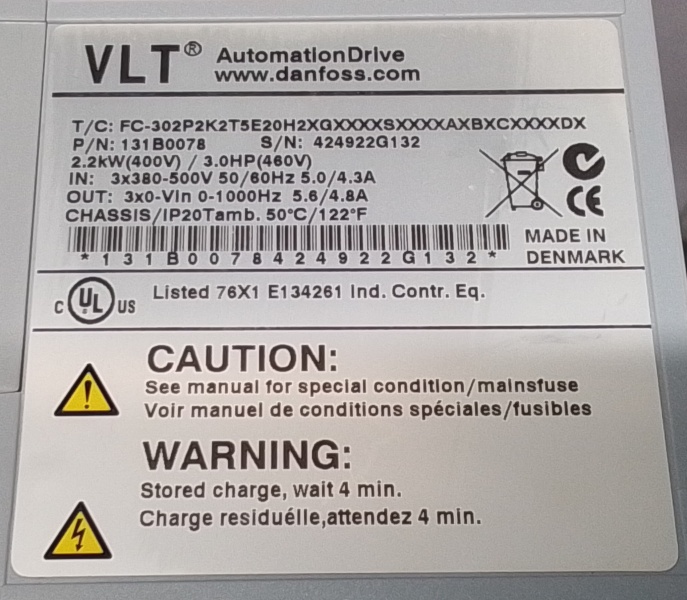 VLT® AutomationDrive
www.danfoss.com
T/C: FC-302P2K2T5E20H2XGXXXXSXXXXAXBXCXXXXDX
P/N: 131B0078 S/N: 424922G132
2.2kW(400V) / 3.0HP(460V)
IN: 3x380-500V 50/60Hz 5.0/4.3A
OUT: 3x0-Vin 0-1000Hz 5.6/4.8A
CHASSIS/IP20Tamb. 50°C/122°F
CE
*131B0078424922G132*
MADE IN
DENMARK
C UL US Listed 76X1 E134261 Ind. Contr. Eq.
CAUTION:
See manual for special condition/mainsfuse
Voir manuel de conditions spéciales/fusibles
WARNING:
Stored charge, wait 4 min.
Charge residuélle,attendez 4 min.